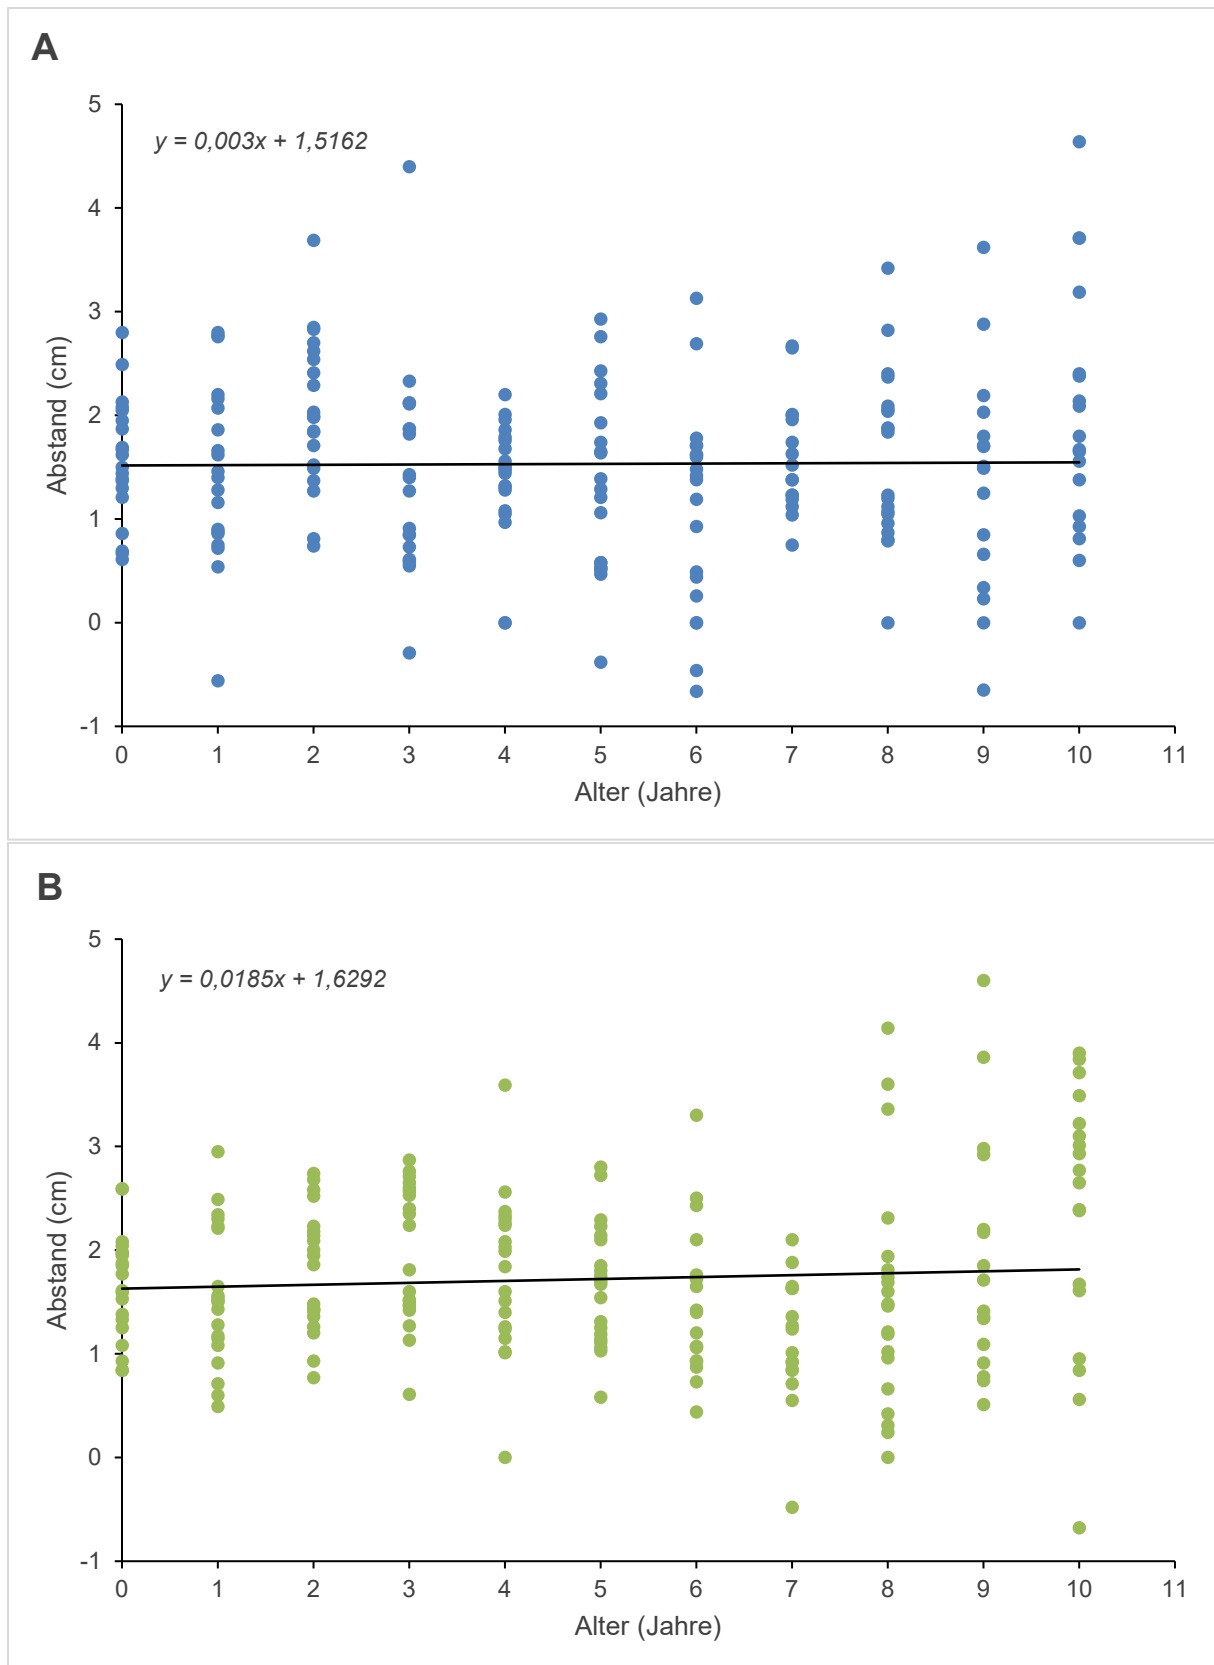 A
y = 0,003x + 1,5162
5
4
3
2
1
0
-1
Abstand (cm)
0 1 2 3 4 5 6 7 8 9 10 11
Alter (Jahre)
B
y = 0,0185x + 1,6292
5
4
3
2
1
0
-1
Abstand (cm)
0 1 2 3 4 5 6 7 8 9 10 11
Alter (Jahre)